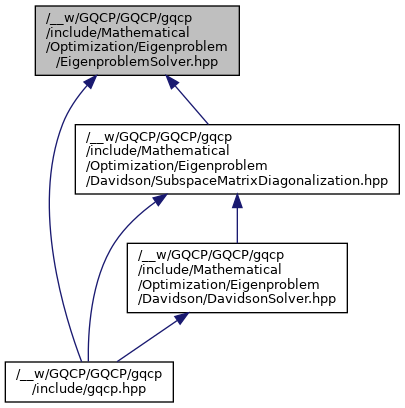 /__w/GQCP/GQCP/gqcp
/include/Mathematical
/Optimization/Eigenproblem
/EigenproblemSolver.hpp
/__w/GQCP/GQCP/gqcp
/include/Mathematical
/Optimization/Eigenproblem
/Davidson/SubspaceMatrixDiagonalization.hpp
/__w/GQCP/GQCP/gqcp
/include/Mathematical
/Optimization/Eigenproblem
/Davidson/DavidsonSolver.hpp
/__w/GQCP/GQCP/gqcp
/include/gqcp.hpp